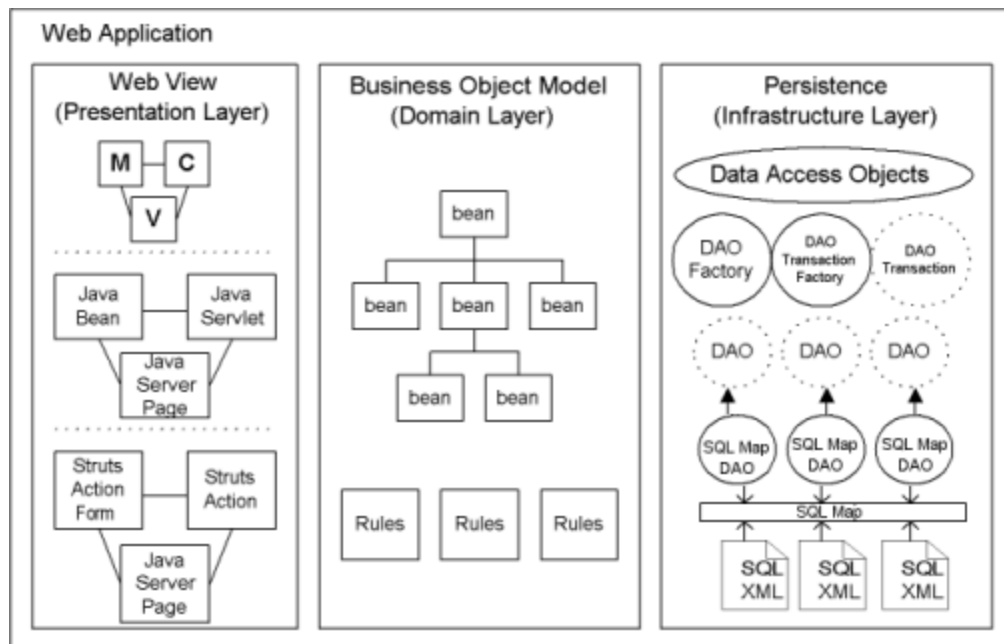 Web Application
Web View
(Presentation Layer)
M
C
V
Java
Bean
Java
Servlet
Java
Server
Page
Struts
Action
Form
Struts
Action
Java
Server
Page
Business Object Model
(Domain Layer)
bean
bean
bean
bean
bean
bean
Rules
Rules
Rules
Persistence
(Infrastructure Layer)
Data Access Objects
DAO
Factory
DAO
Transaction
Factory
DAO
Transaction
DAO
DAO
DAO
SQL Map
DAO
SQL Map
DAO
SQL Map
DAO
SQL Map
SQL
XML
SQL
XML
SQL
XML